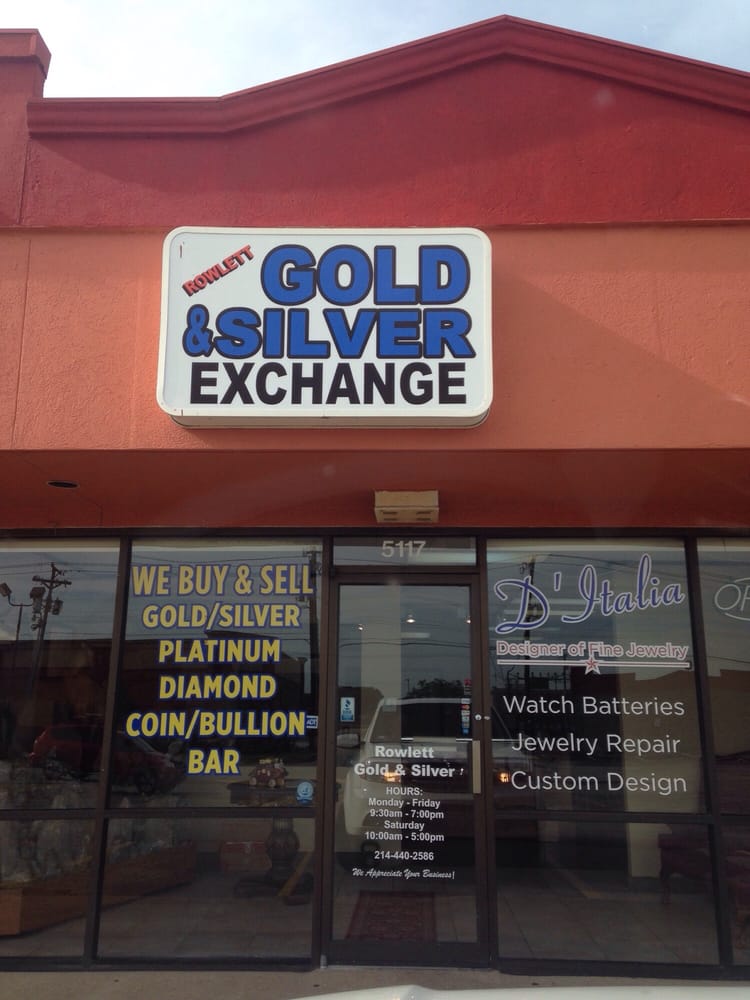 ROWLETT
GOLD
&SILVER
EXCHANGE
5117
WE BUY & SELL
GOLD/SILVER
PLATINUM
DIAMOND
COIN/BULLION
BAR
ADT
Rowlett
Gold & Silver
HOURS:
Monday - Friday
9:30am - 7:00pm
Saturday
10:00am - 5:00pm
214-440-2586
We Appreciate Your Business!
D'Italia
Designer of Fine Jewelry
Watch Batteries
Jewelry Repair
Custom Design